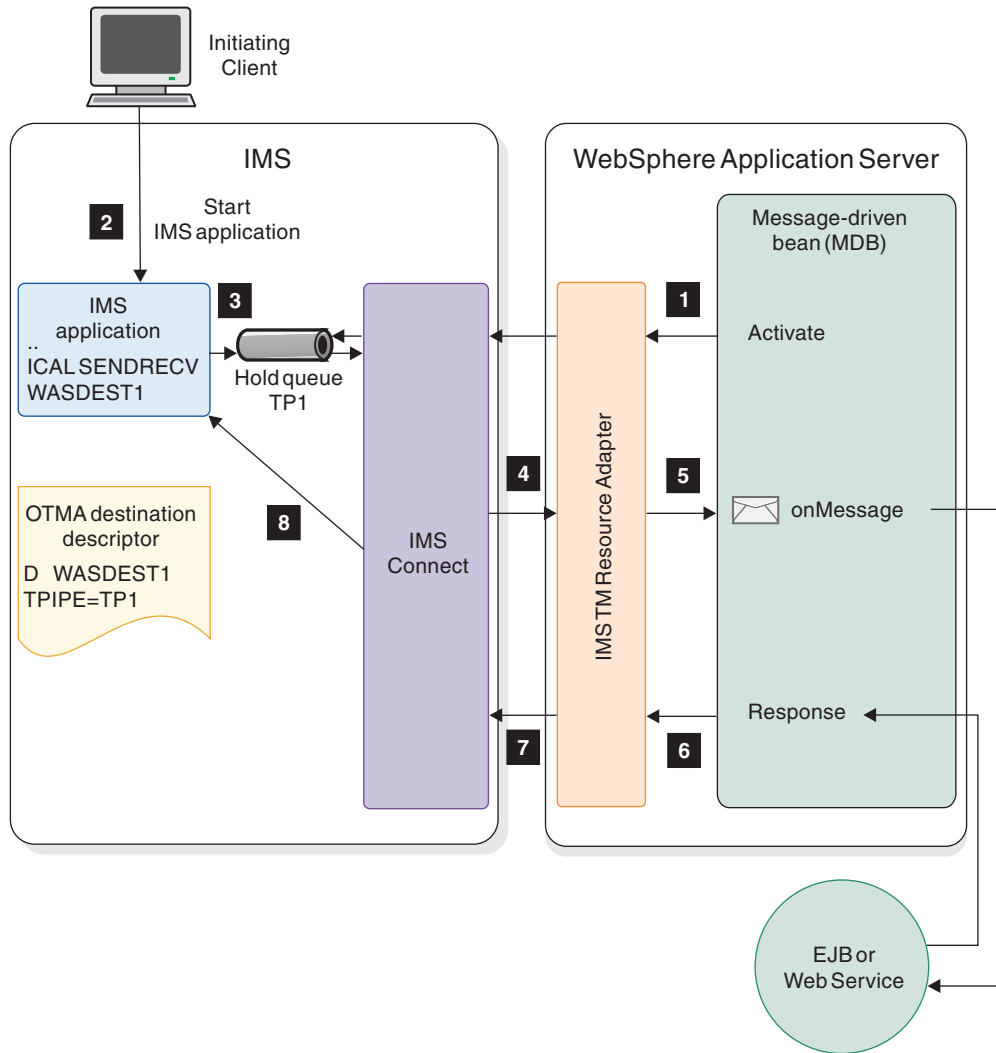 Initiating
Client
IMS
WebSphere Application Server
2
Start
IMS application
Message-driven
bean (MDB)
IMS
application
..
ICAL SENDRECV
WASDEST1
3
Hold queue
TP1
1
Activate
4
5
onMessage
8
IMS
Connect
IMS TM Resource Adapter
OTMA destination
descriptor
D WASDEST1
TPIPE=TP1
Response
7
6
EJB or
Web Service